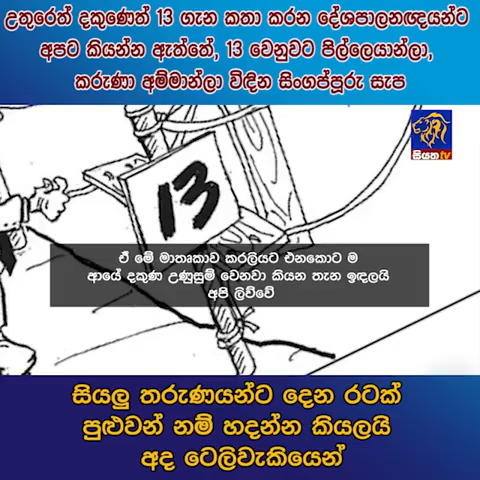 උතුරෙත් දකුණෙත් 13 ගැන කතා කරන දේශපාලනඥයන්ට
අපට කියන්න ඇත්තේ, 13 වෙනුවට පිල්ලෙයාන්ලා,
කරුණා අම්මාන්ලා විඳින සිංගප්පූරු සැප
සියත tv
13
ඒ මේ මාතෘකාව කරලියට එනකොට ම
ආයේ දකුණ උණුසුම් වෙනවා කියන තැන ඉඳලයි
අපි ලිව්වේ
සියලු තරුණයන්ට දෙන රටක්
පුළුවන් නම් හදන්න කියලයි
අද ටෙලිවැකියෙන්